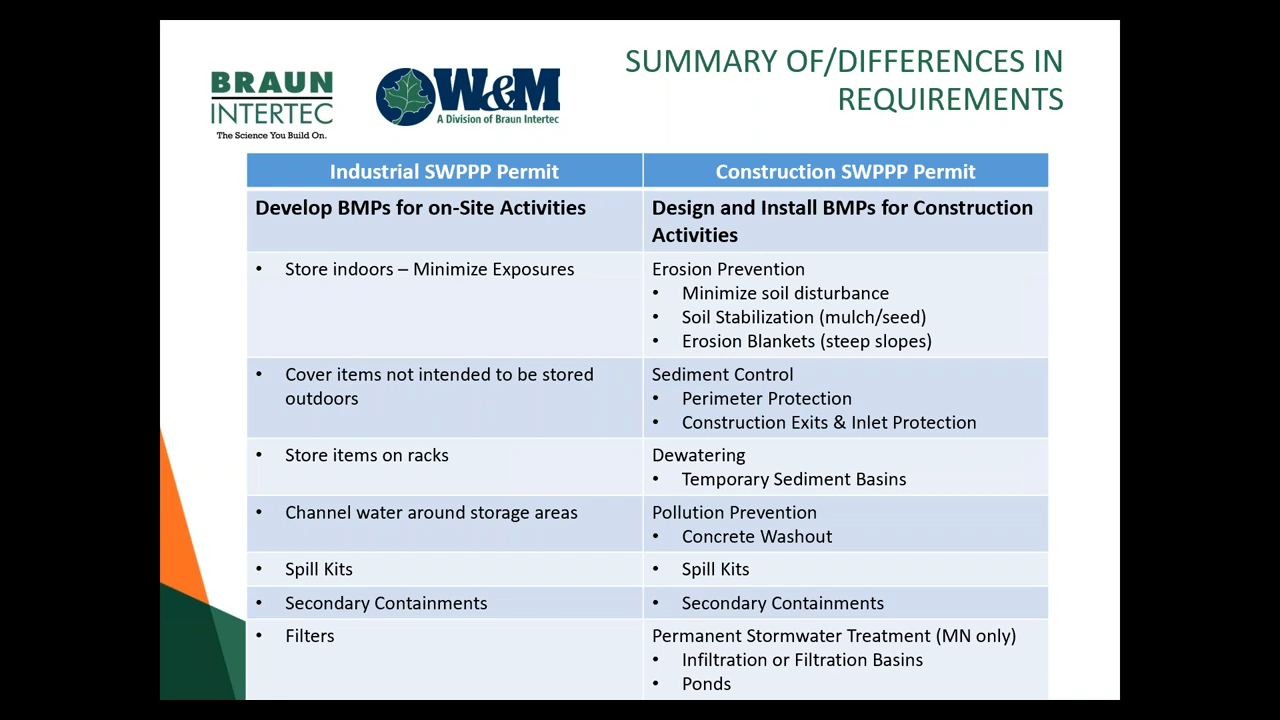 BRAUN
INTERTEC
The Science You Build On.
W&M
A Division of Braun Intertec
SUMMARY OF/DIFFERENCES IN
REQUIREMENTS
Industrial SWPPP Permit
Construction SWPPP Permit
Develop BMPs for on-Site Activities
Design and Install BMPs for Construction
Activities
• Store indoors – Minimize Exposures
Erosion Prevention
• Minimize soil disturbance
• Soil Stabilization (mulch/seed)
• Erosion Blankets (steep slopes)
• Cover items not intended to be stored
outdoors
Sediment Control
• Perimeter Protection
• Construction Exits & Inlet Protection
• Store items on racks
Dewatering
• Temporary Sediment Basins
• Channel water around storage areas
Pollution Prevention
• Concrete Washout
• Spill Kits
• Spill Kits
• Secondary Containments
• Secondary Containments
• Filters
Permanent Stormwater Treatment (MN only)
• Infiltration or Filtration Basins
• Ponds